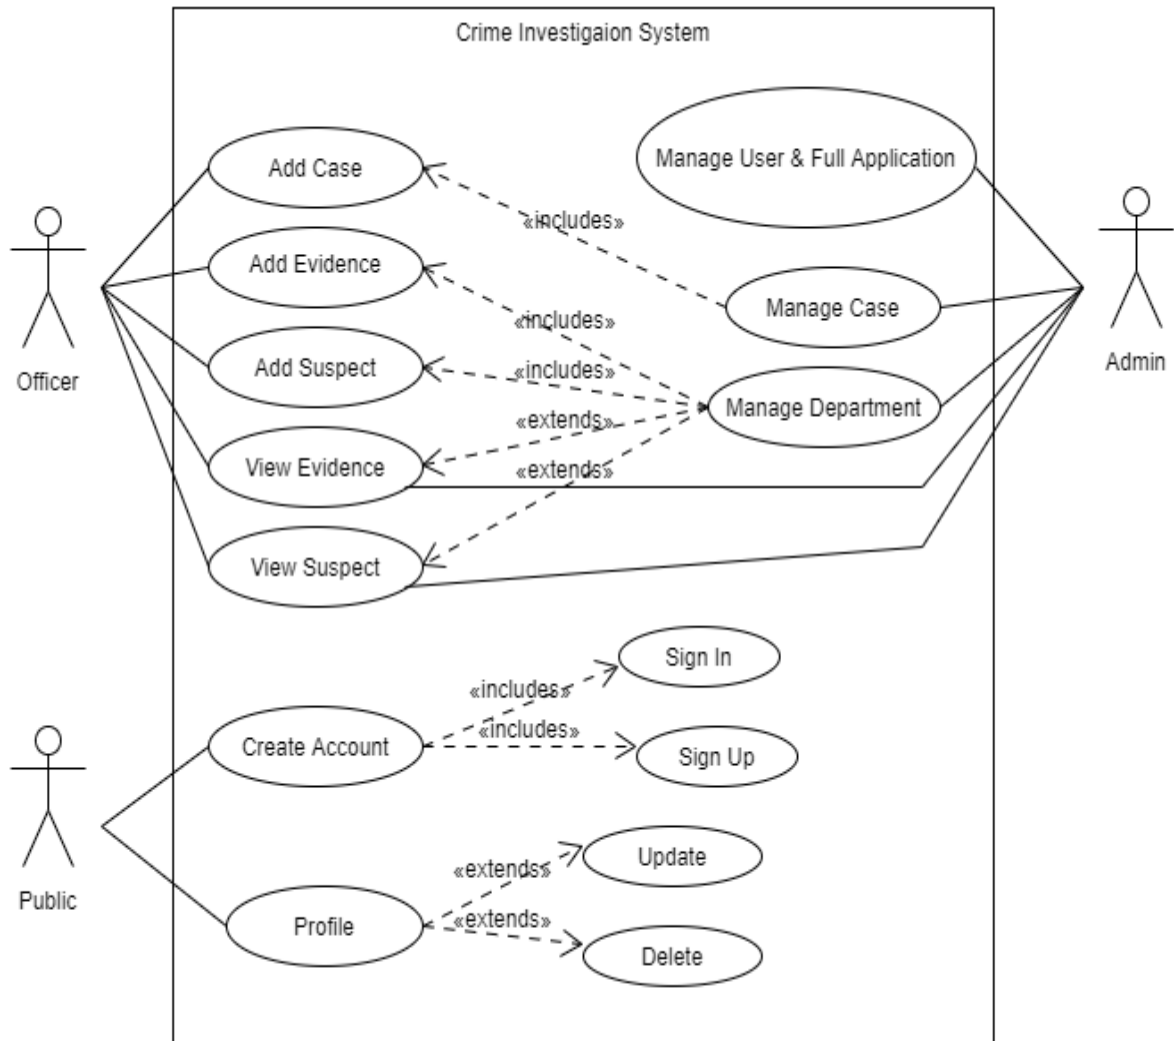 Crime Investigaion System
Add Case
Manage User & Full Application
«includes»
Add Evidence
Manage Case
«includes»
Add Suspect
«includes»
Officer
Admin
Manage Department
«extends»
View Evidence
«extends»
View Suspect
Sign In
«includes»
«includes»
Create Account
Sign Up
Update
«extends»
Public
«extends»
Profile
Delete